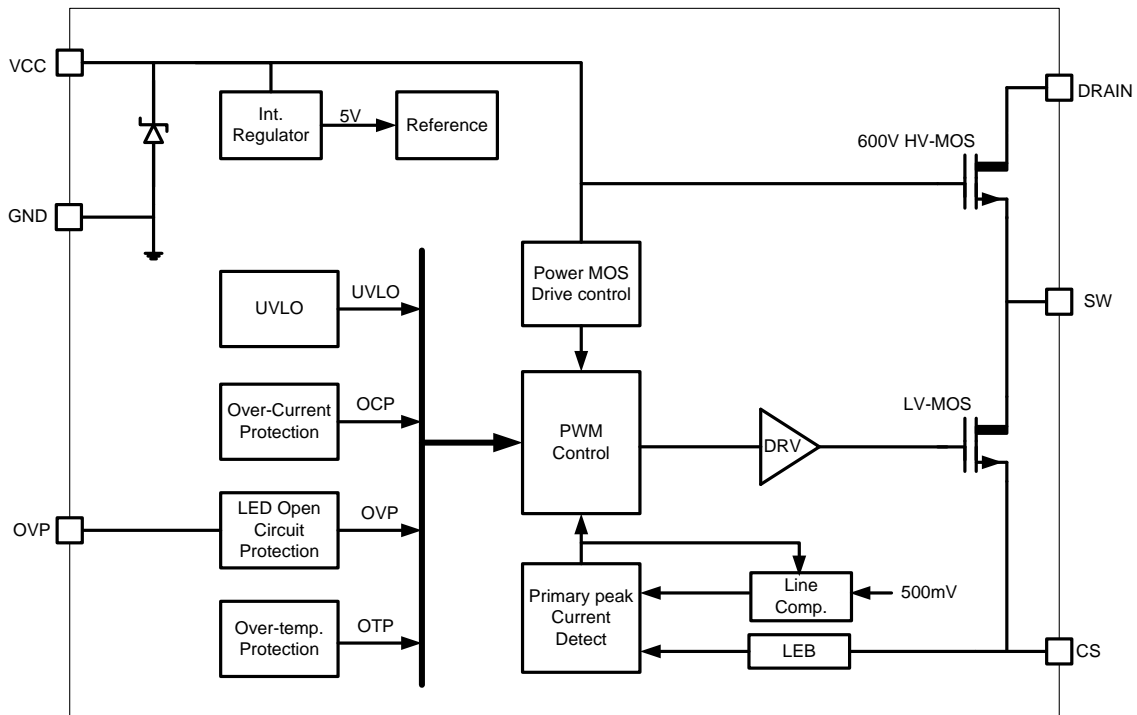 VCC
DRAIN
Int.
Regulator
5V
Reference
600V HV-MOS
GND
Power MOS
Drive control
UVLO
UVLO
SW
Over-Current
Protection
OCP
PWM
Control
DRV
LV-MOS
OVP
LED Open
Circuit
Protection
OVP
Primary peak
Current
Detect
Line
Comp.
500mV
Over-temp.
Protection
OTP
LEB
CS